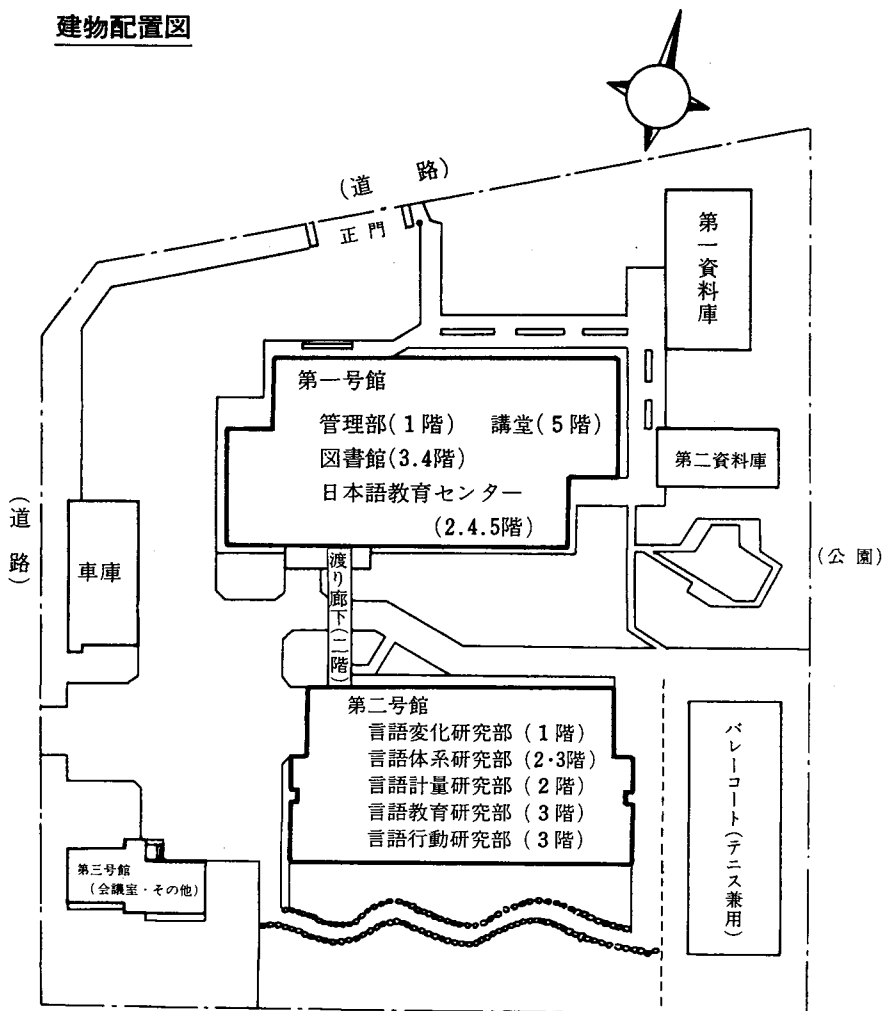 建物配置図
(道路)
正門
第一資料庫
第一号館
管理部(1階) 講堂(5階)
図書館(3.4階)
日本語教育センター
(2.4.5階)
第二資料庫
(道路)
車庫
渡り廊下(二階)
(公園)
第二号館
言語変化研究部(1階)
言語体系研究部(2・3階)
言語計量研究部(2階)
言語教育研究部(3階)
言語行動研究部(3階)
バレーコート(テニス兼用)
第三号館
(会議室・その他)